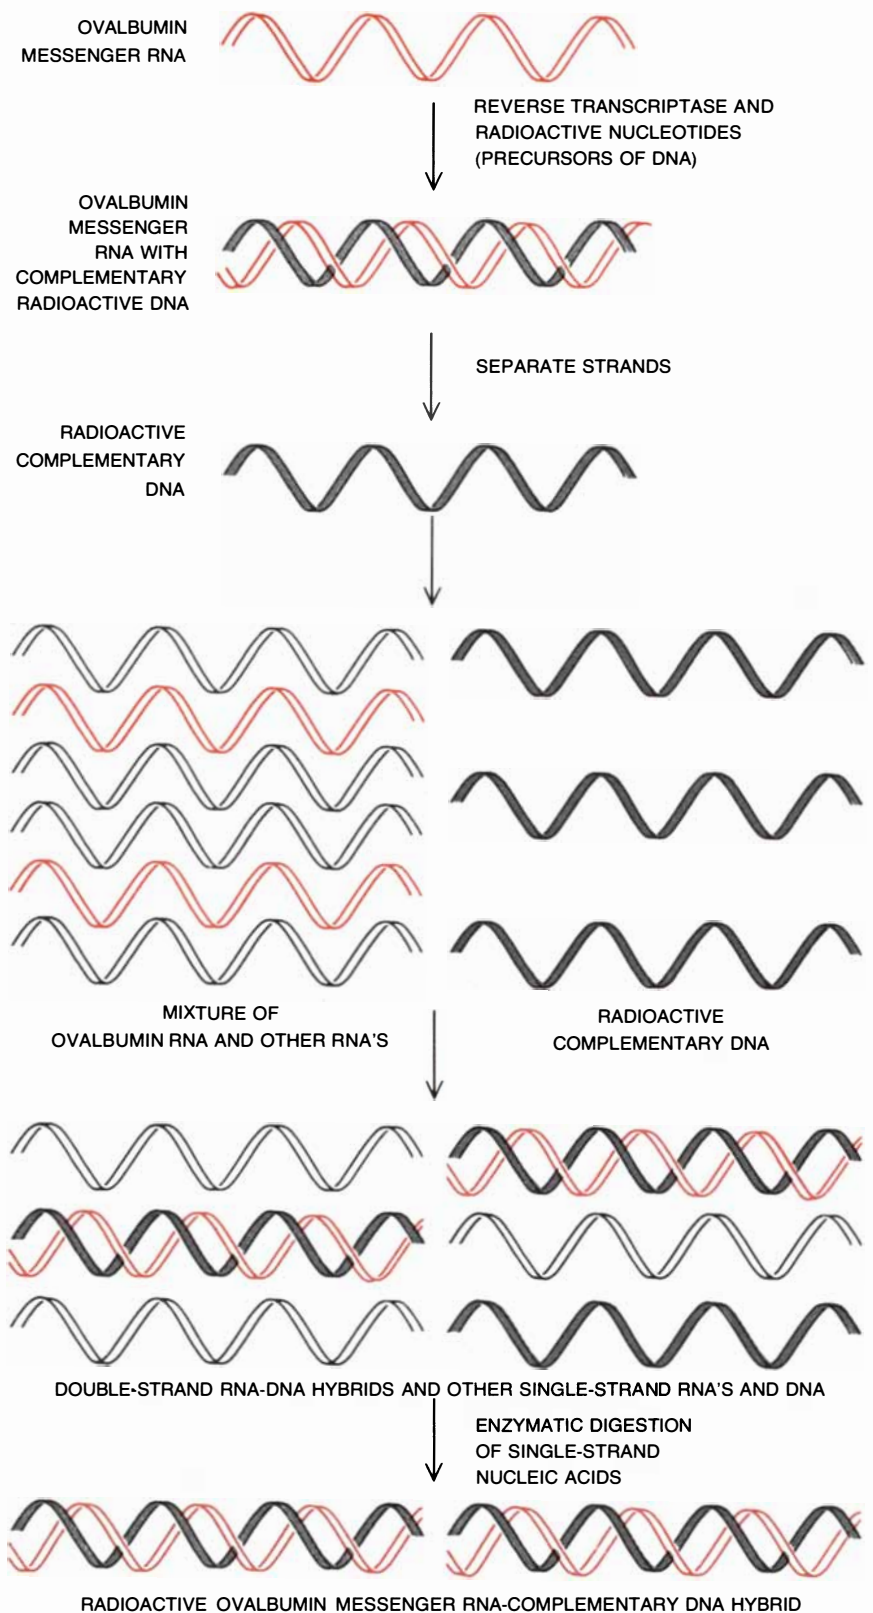 OVALBUMIN
MESSENGER RNA
REVERSE TRANSCRIPTASE AND
RADIOACTIVE NUCLEOTIDES
(PRECURSORS OF DNA)
OVALBUMIN
MESSENGER
RNA WITH
COMPLEMENTARY
RADIOACTIVE DNA
SEPARATE STRANDS
RADIOACTIVE
COMPLEMENTARY
DNA
MIXTURE OF
OVALBUMIN RNA AND OTHER RNA'S
RADIOACTIVE
COMPLEMENTARY DNA
DOUBLE-STRAND RNA-DNA HYBRIDS AND OTHER SINGLE-STRAND RNA'S AND DNA
ENZYMATIC DIGESTION
OF SINGLE-STRAND
NUCLEIC ACIDS
RADIOACTIVE OVALBUMIN MESSENGER RNA-COMPLEMENTARY DNA HYBRID